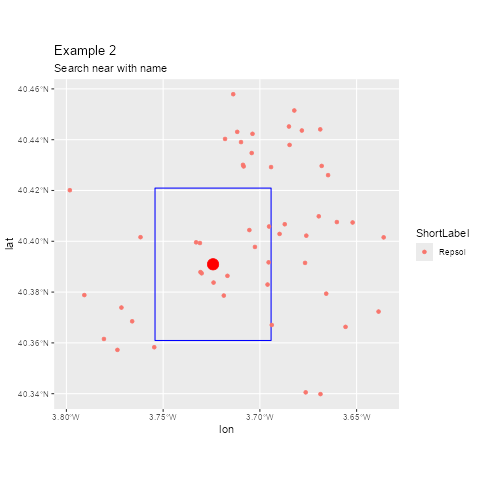 Example 2
Search near with name
40.46°N
40.44°N
40.42°N
40.40°N
40.38°N
40.36°N
40.34°N
lat
3.80°W
3.75°W
3.70°W
3.65°W
lon
ShortLabel
Repsol